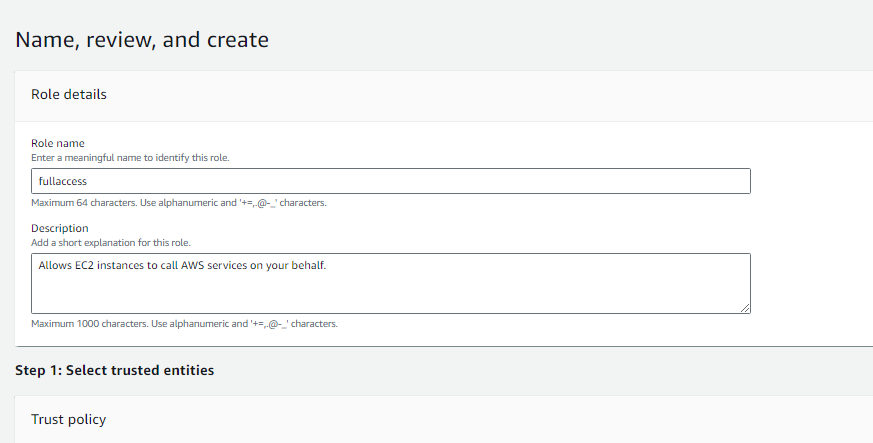 Name, review, and create
Role details
Role name
Enter a meaningful name to identify this role.
fullaccess
Maximum 64 characters. Use alphanumeric and '+=,.@-_' characters.
Description
Add a short explanation for this role.
Allows EC2 instances to call AWS services on your behalf.
Maximum 1000 characters. Use alphanumeric and '+=,.@-_' characters.
Step 1: Select trusted entities
Trust policy